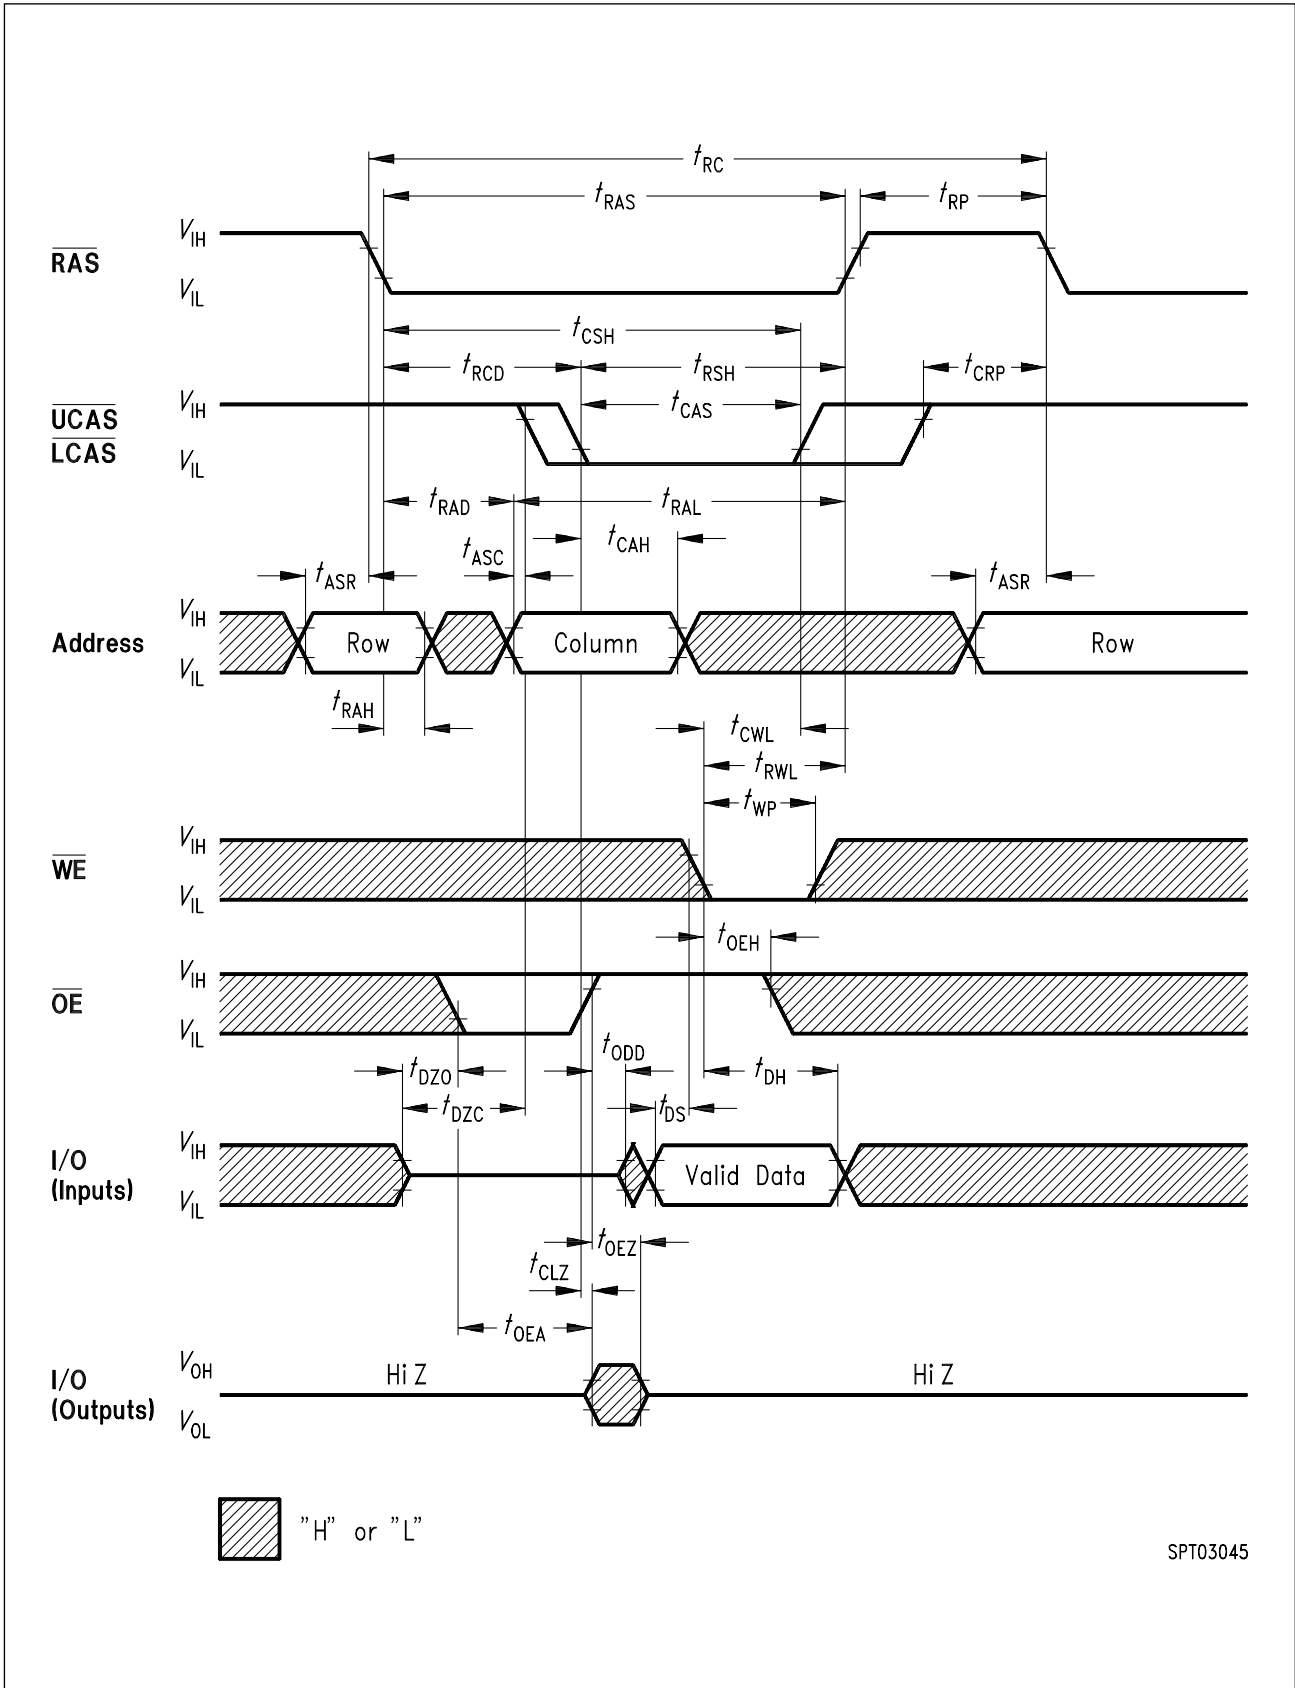 tRC
tRAS tRP
RAS VIH
VIL
tCSH
tRCD tRSH tCRP
UCAS VIH tCAS
LCAS VIL
tRAD tRAL
tASC tCAH
tASR tASR
Address VIH
Row Column Row
VIL
tRAH tCWL
tRWL
tWP
WE VIH
VIL
tOEH
OE VIH
VIL
tODD
tDZO tDH
tDZC tDS
I/O VIH
(Inputs) Valid Data
VIL
tOEZ
tCLZ
tOEA
I/O VOH Hi Z Hi Z
(Outputs) VOL
"H" or "L"
SPT03045